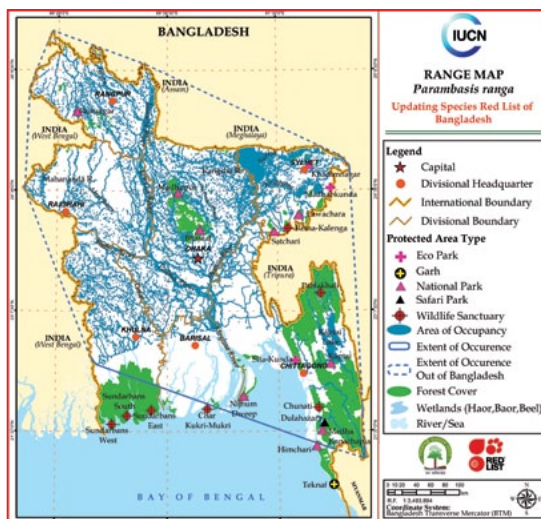 BANGLADESH
INDIA
(Assam)
RANGPUR
INDIA
(West Bengal)
INDIA
(Meghalaya)
SYLHET
Mahananda R.
RAJSHAHI
Lawachara
Rema-Kalenga
Satchari
DHAKA
INDIA
(Tripura)
INDIA
(West Bengal)
KHULNA
BARISAL
CHITTAGONG
Sundarbans
South
Sundarbans
East
Sundarbans
West
Char
Kukri-Mukri
Nijhum
Dweep
Chunati
Dulahazara
Medha
Kachapia
Himchari
Teknaf
MYANMAR
BAY OF BENGAL
IUCN
RANGE MAP
Parambasis ranga
Updating Species Red List of
Bangladesh
Legend
Capital
Divisional Headquarter
International Boundary
Divisional Boundary
Protected Area Type
Eco Park
Garh
National Park
Safari Park
Wildlife Sanctuary
Area of Occupancy
Extent of Occurence
Extent of Occurence
Out of Bangladesh
Forest Cover
Wetlands (Haor,Baor,Beel)
River/Sea
RED
LIST
Coordinate System:
Bangladesh Transverse Mercator (BTM)